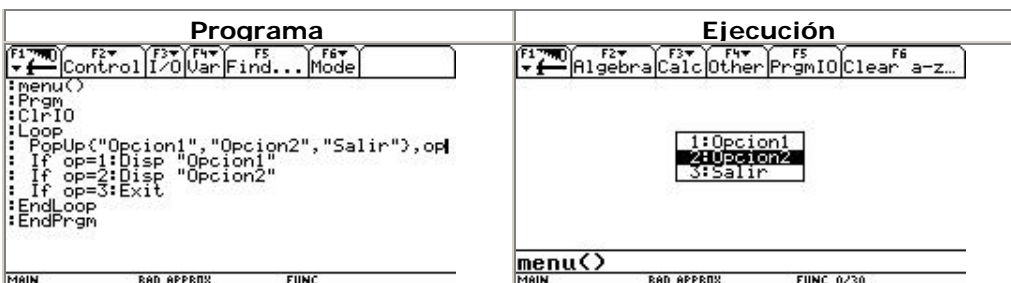 Programa
Ejecución
F1 F2 F3 F4 F5 F6
Control I/O Var Find... Mode
:menu()
:Prgm
:ClrIO
:Loop
: PopUp{"Opcion1","Opcion2","Salir"},op
: If op=1:Disp "Opcion1"
: If op=2:Disp "Opcion2"
: If op=3:Exit
:EndLoop
:EndPrgm
MAIN RAD APPROX FUNC
F1 F2 F3 F4 F5 F6
Algebra Calc Other PrgmIO Clear a-z...
1:Opcion1
2:Opcion2
3:Salir
menu()
MAIN RAD APPROX FUNC 0/30